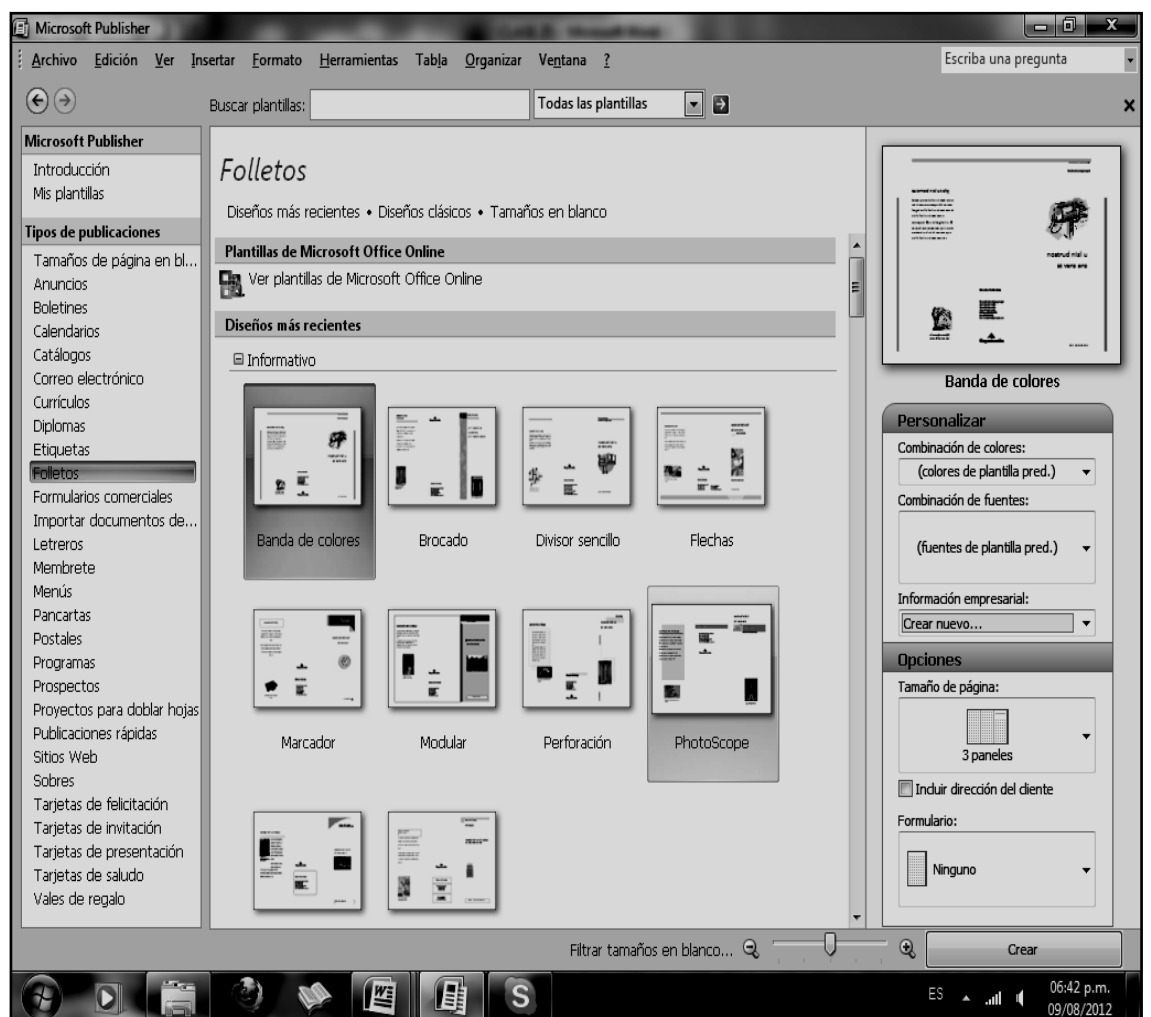 Microsoft Publisher
Archivo Edición Ver Insertar Formato Herramientas Tabla Organizar Ventana ? Escriba una pregunta
Buscar plantillas: Todas las plantillas
Microsoft Publisher
Introducción
Mis plantillas
Tipos de publicaciones
Tamaños de página en bl...
Anuncios
Boletines
Calendarios
Catálogos
Correo electrónico
Currículos
Diplomas
Etiquetas
Folletos
Formularios comerciales
Importar documentos de...
Letreros
Membrete
Menús
Pancartas
Postales
Programas
Prospectos
Proyectos para doblar hojas
Publicaciones rápidas
Sitios Web
Sobres
Tarjetas de felicitación
Tarjetas de invitación
Tarjetas de presentación
Tarjetas de saludo
Vales de regalo
Folletos
Diseños más recientes • Diseños clásicos • Tamaños en blanco
Plantillas de Microsoft Office Online
Ver plantillas de Microsoft Office Online
Diseños más recientes
Informativo
Banda de colores Brocado Divisor sencillo Flechas
Marcador Modular Perforación PhotoScope
Banda de colores
Personalizar
Combinación de colores:
(colores de plantilla pred.)
Combinación de fuentes:
(fuentes de plantilla pred.)
Información empresarial:
Crear nuevo...
Opciones
Tamaño de página:
3 paneles
Incluir dirección del cliente
Formulario:
Ninguno
Filtrar tamaños en blanco... Crear
ES 06:42 p.m.
09/08/2012